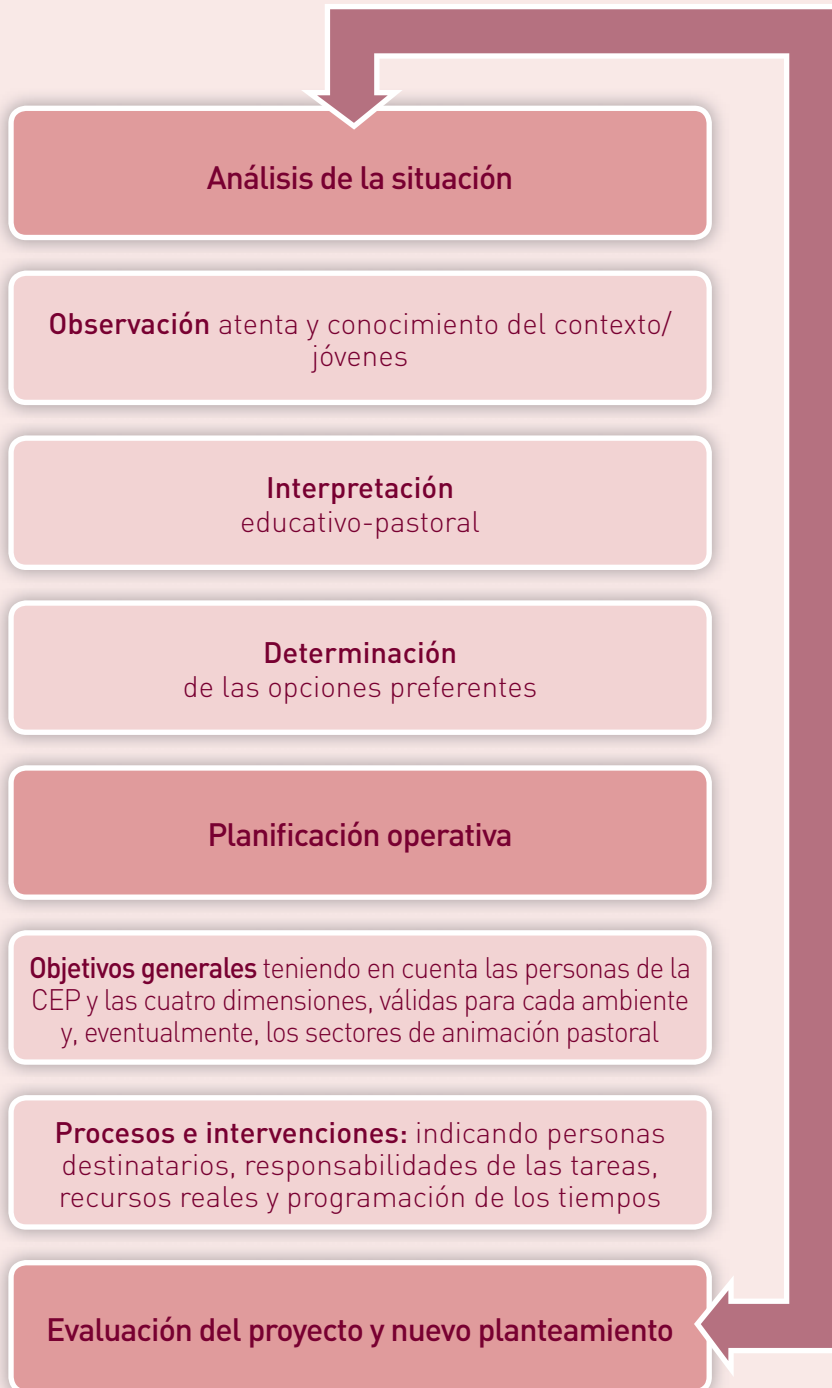 Análisis de la situación
Observación atenta y conocimiento del contexto/
jóvenes
Interpretación
educativo-pastoral
Determinación
de las opciones preferentes
Planificación operativa
Objetivos generales teniendo en cuenta las personas de la
CEP y las cuatro dimensiones, válidas para cada ambiente
y, eventualmente, los sectores de animación pastoral
Procesos e intervenciones: indicando personas
destinatarios, responsabilidades de las tareas,
recursos reales y programación de los tiempos
Evaluación del proyecto y nuevo planteamiento